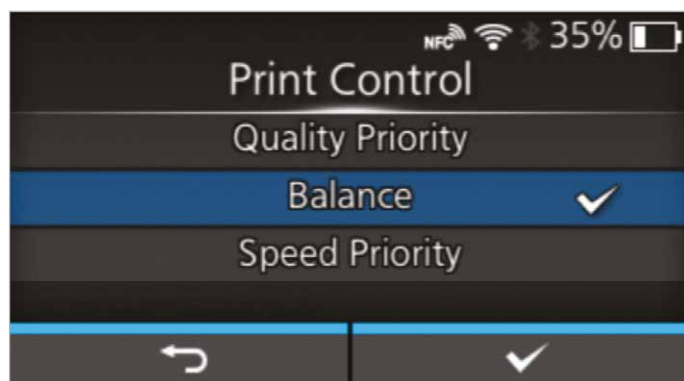 NFC 35%
Print Control
Quality Priority
Balance
Speed Priority